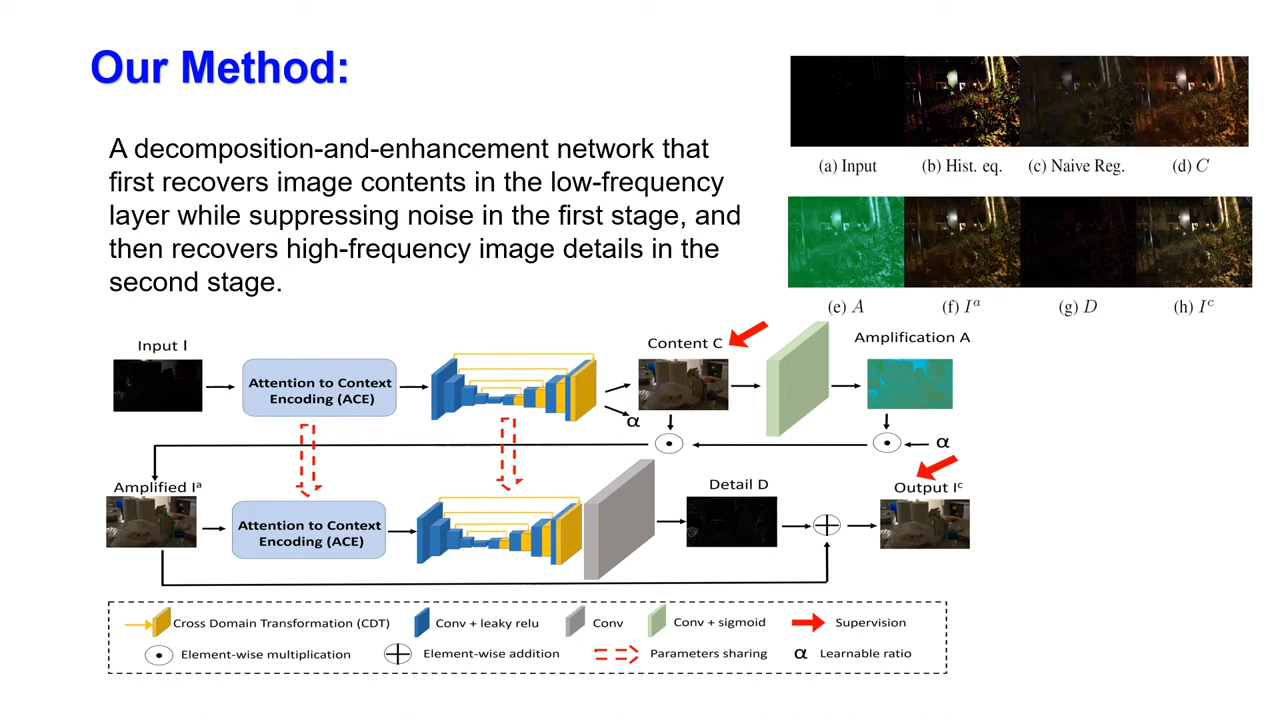 Our Method:
A decomposition-and-enhancement network that
first recovers image contents in the low-frequency
layer while suppressing noise in the first stage, and
then recovers high-frequency image details in the
second stage.
(a) Input (b) Hist. eq. (c) Naive Reg. (d) C
(e) A (f) Iᵃ (g) D (h) Iᶜ
Input I
Content C
Amplification A
Attention to Context
Encoding (ACE)
α
α
Amplified Iᵃ
Detail D
Output Iᶜ
Attention to Context
Encoding (ACE)
Cross Domain Transformation (CDT) Conv + leaky relu Conv Conv + sigmoid Supervision
Element-wise multiplication Element-wise addition Parameters sharing α Learnable ratio